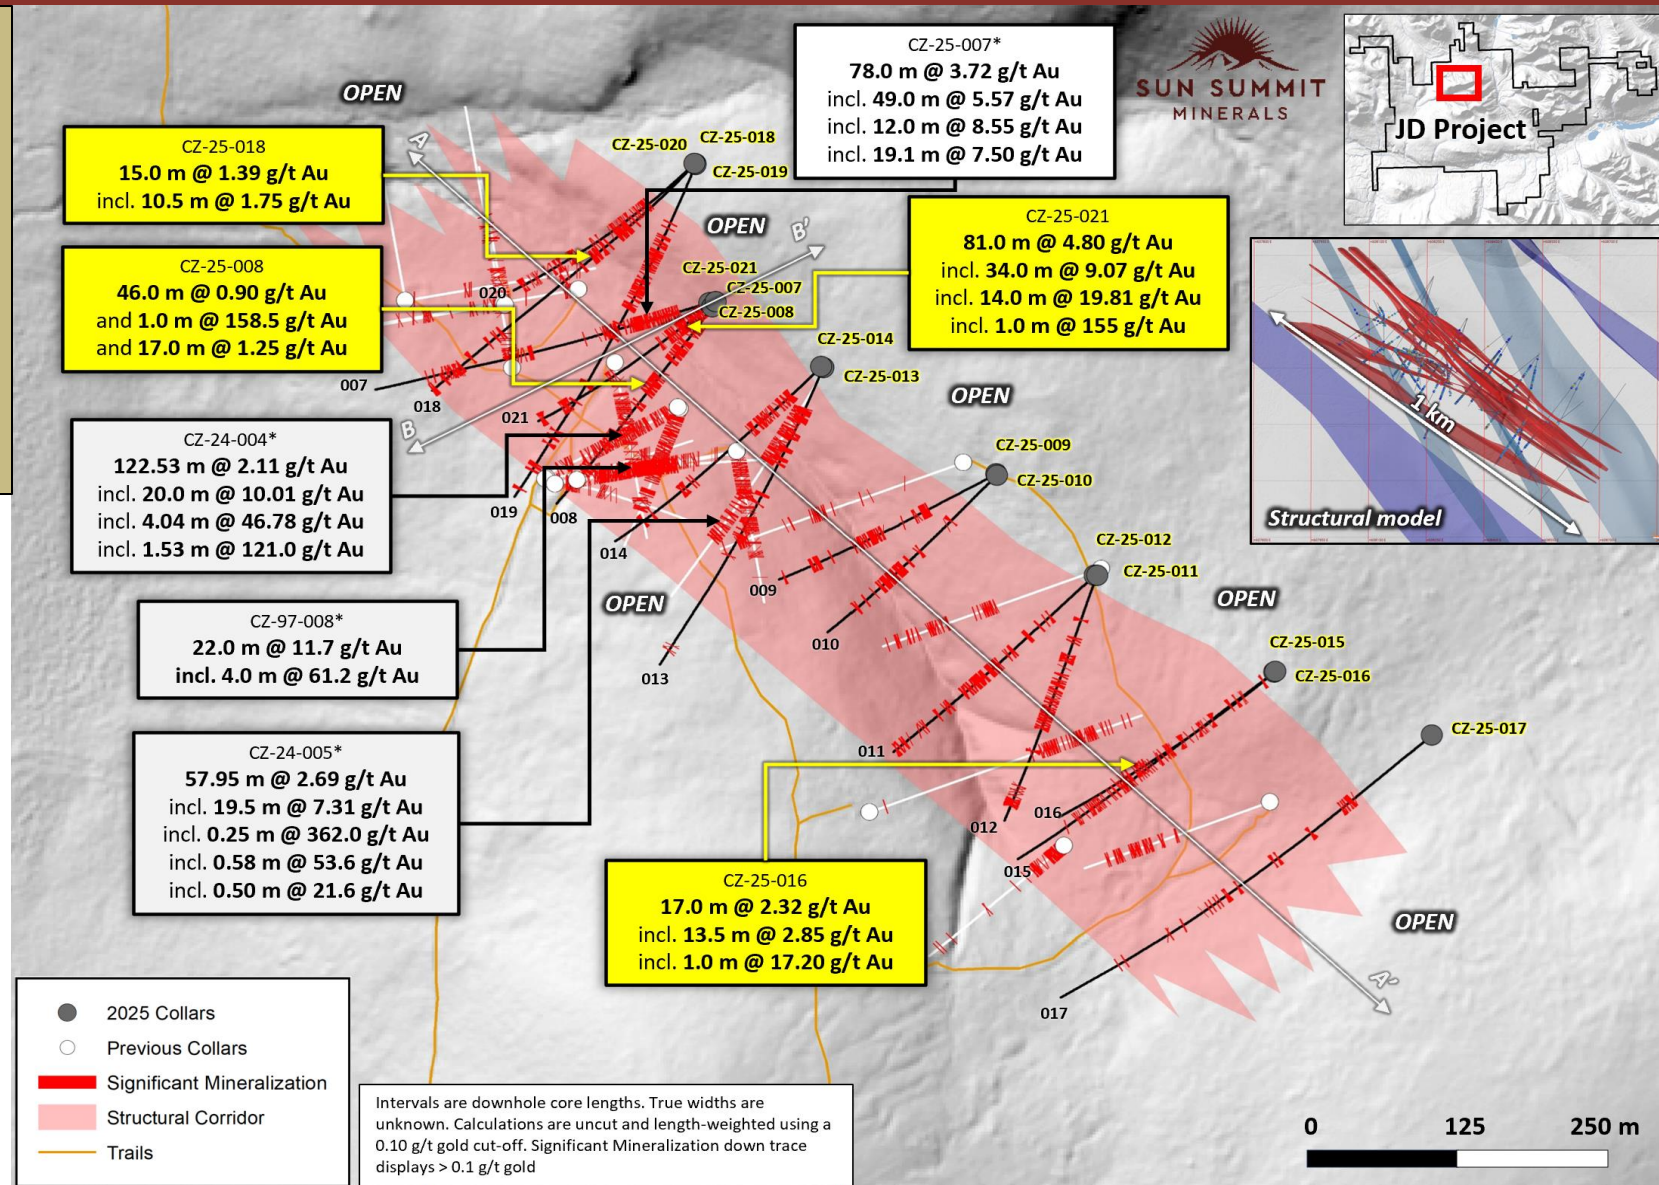 OPEN
CZ-25-007*
78.0 m @ 3.72 g/t Au
incl. 49.0 m @ 5.57 g/t Au
incl. 12.0 m @ 8.55 g/t Au
incl. 19.1 m @ 7.50 g/t Au
SUN SUMMIT
MINERALS
JD Project
CZ-25-018
15.0 m @ 1.39 g/t Au
incl. 10.5 m @ 1.75 g/t Au
A
CZ-25-020
CZ-25-018
CZ-25-019
OPEN
B'
CZ-25-021
81.0 m @ 4.80 g/t Au
incl. 34.0 m @ 9.07 g/t Au
incl. 14.0 m @ 19.81 g/t Au
incl. 1.0 m @ 155 g/t Au
CZ-25-008
46.0 m @ 0.90 g/t Au
and 1.0 m @ 158.5 g/t Au
and 17.0 m @ 1.25 g/t Au
020
CZ-25-021
CZ-25-007
CZ-25-008
CZ-25-014
CZ-25-013
007
018
021
B
OPEN
1 km
Structural model
CZ-24-004*
122.53 m @ 2.11 g/t Au
incl. 20.0 m @ 10.01 g/t Au
incl. 4.04 m @ 46.78 g/t Au
incl. 1.53 m @ 121.0 g/t Au
CZ-25-009
CZ-25-010
019
008
014
CZ-25-012
CZ-25-011
009
OPEN
OPEN
010
013
CZ-97-008*
22.0 m @ 11.7 g/t Au
incl. 4.0 m @ 61.2 g/t Au
CZ-25-015
CZ-25-016
CZ-25-017
011
CZ-24-005*
57.95 m @ 2.69 g/t Au
incl. 19.5 m @ 7.31 g/t Au
incl. 0.25 m @ 362.0 g/t Au
incl. 0.58 m @ 53.6 g/t Au
incl. 0.50 m @ 21.6 g/t Au
016
012
015
CZ-25-016
17.0 m @ 2.32 g/t Au
incl. 13.5 m @ 2.85 g/t Au
incl. 1.0 m @ 17.20 g/t Au
OPEN
A'
017
2025 Collars
Previous Collars
Significant Mineralization
Structural Corridor
Trails
Intervals are downhole core lengths. True widths are
unknown. Calculations are uncut and length-weighted using a
0.10 g/t gold cut-off. Significant Mineralization down trace
displays > 0.1 g/t gold
0 125 250 m